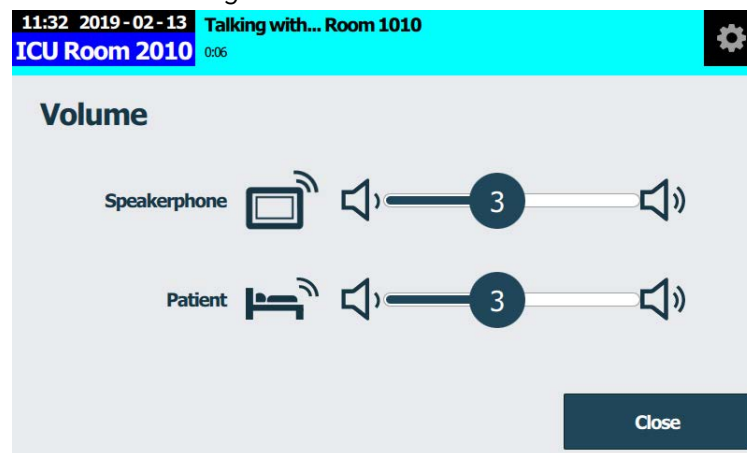 11:32 2019-02-13 Talking with... Room 1010
ICU Room 2010 0:06
Volume
Speakerphone 3
Patient 3
Close